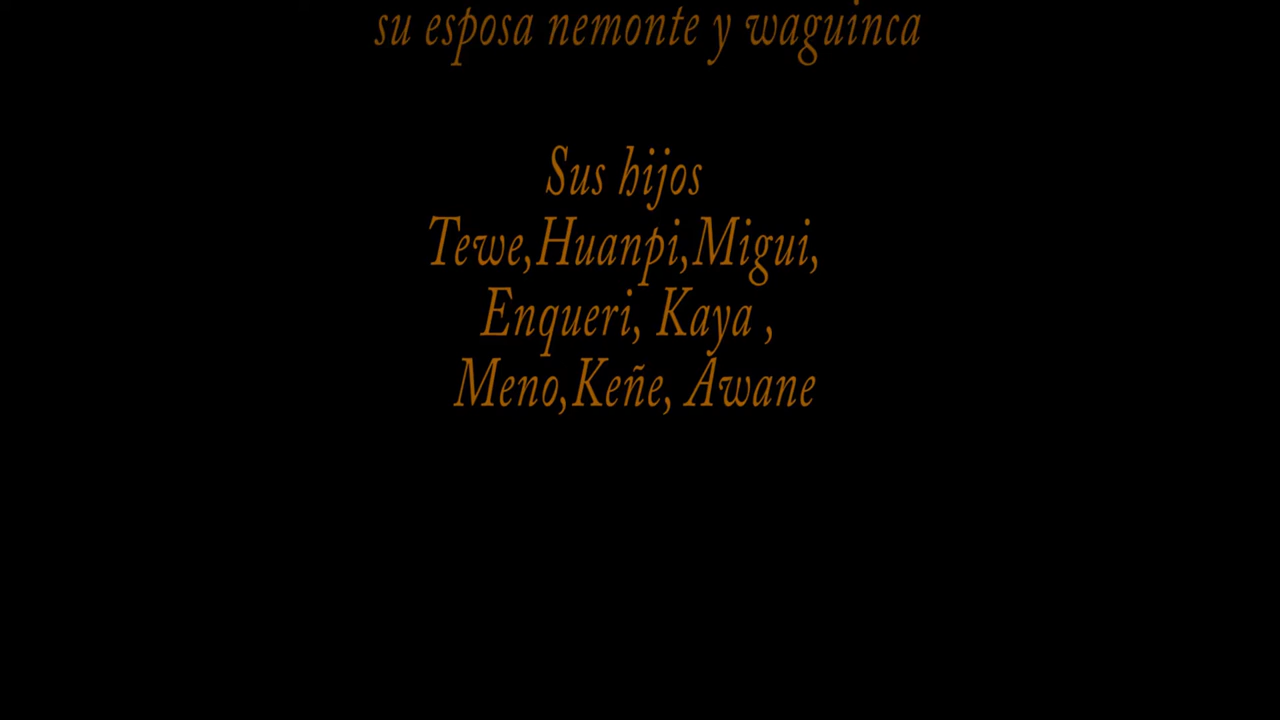 su esposa nemonte y waguinca
Sus hijos
Tewe,Huanpi,Migui,
Enqueri, Kaya ,
Meno,Keñe, Awane